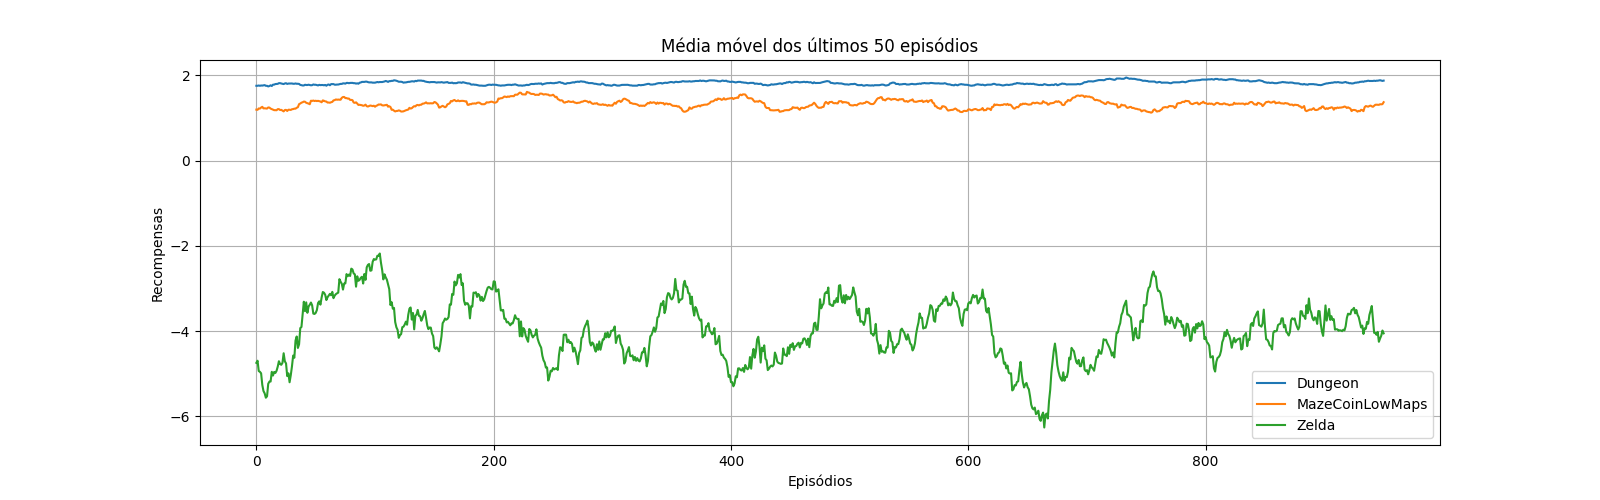 Média móvel dos últimos 50 episódios
Recompensas
2
0
−2
−4
−6
0
200
400
600
800
Episódios
Dungeon
MazeCoinLowMaps
Zelda